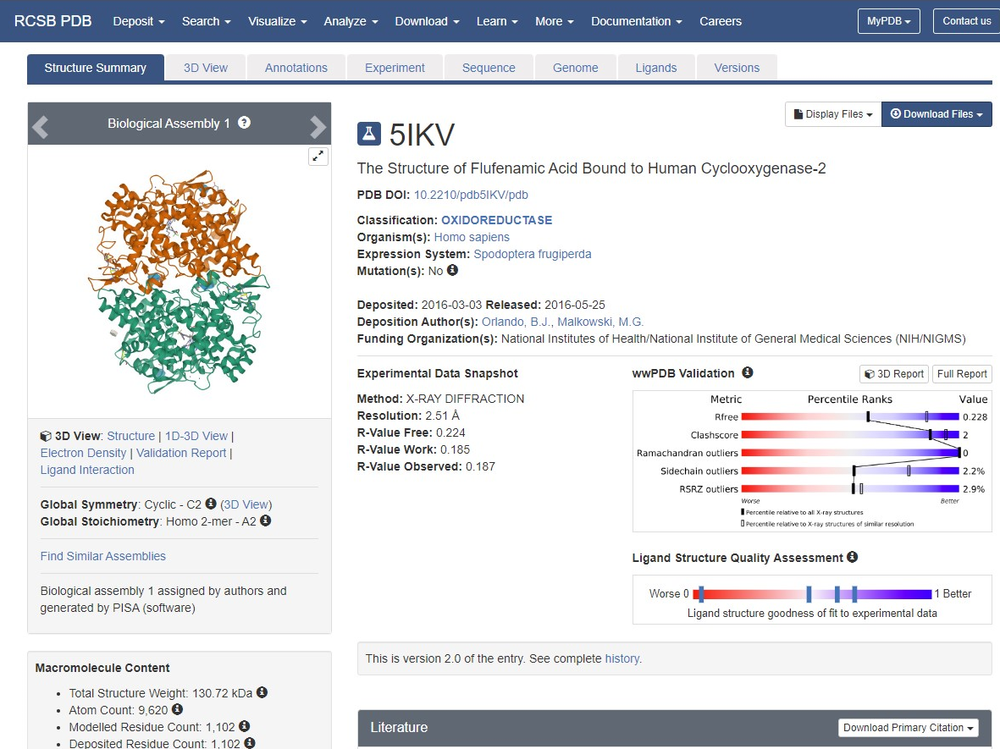 RCSB PDB Deposit Search Visualize Analyze Download Learn More Documentation Careers MyPDB Contact us
Structure Summary 3D View Annotations Experiment Sequence Genome Ligands Versions
Biological Assembly 1 ?
Display Files Download Files
5IKV
The Structure of Flufenamic Acid Bound to Human Cyclooxygenase-2
PDB DOI: 10.2210/pdb5IKV/pdb
Classification: OXIDOREDUCTASE
Organism(s): Homo sapiens
Expression System: Spodoptera frugiperda
Mutation(s): No
Deposited: 2016-03-03 Released: 2016-05-25
Deposition Author(s): Orlando, B.J., Malkowski, M.G.
Funding Organization(s): National Institutes of Health/National Institute of General Medical Sciences (NIH/NIGMS)
Experimental Data Snapshot
Method: X-RAY DIFFRACTION
Resolution: 2.51 Å
R-Value Free: 0.224
R-Value Work: 0.185
R-Value Observed: 0.187
wwPDB Validation 3D Report Full Report
Metric Percentile Ranks Value
Rfree 0.228
Clashscore 2
Ramachandran outliers 0
Sidechain outliers 2.2%
RSRZ outliers 2.9%
Worse Better
Percentile relative to all X-ray structures
Percentile relative to X-ray structures of similar resolution
Ligand Structure Quality Assessment
Worse 0 1 Better
Ligand structure goodness of fit to experimental data
3D View: Structure | 1D-3D View |
Electron Density | Validation Report |
Ligand Interaction
Global Symmetry: Cyclic - C2 (3D View)
Global Stoichiometry: Homo 2-mer - A2
Find Similar Assemblies
Biological assembly 1 assigned by authors and
generated by PISA (software)
This is version 2.0 of the entry. See complete history.
Macromolecule Content
Total Structure Weight: 130.72 kDa
Atom Count: 9,620
Modelled Residue Count: 1,102
Deposited Residue Count: 1,102
Literature Download Primary Citation